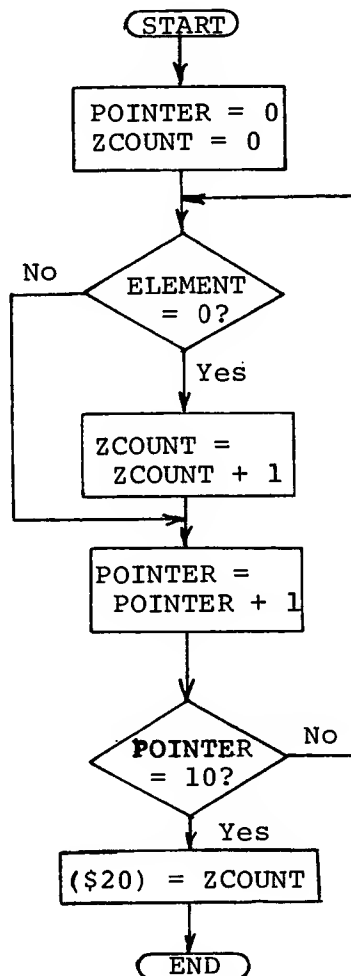 START
POINTER = 0
ZCOUNT = 0
No
ELEMENT
= 0?
Yes
ZCOUNT =
ZCOUNT + 1
POINTER =
POINTER + 1
POINTER
= 10?
No
Yes
($20) = ZCOUNT
END